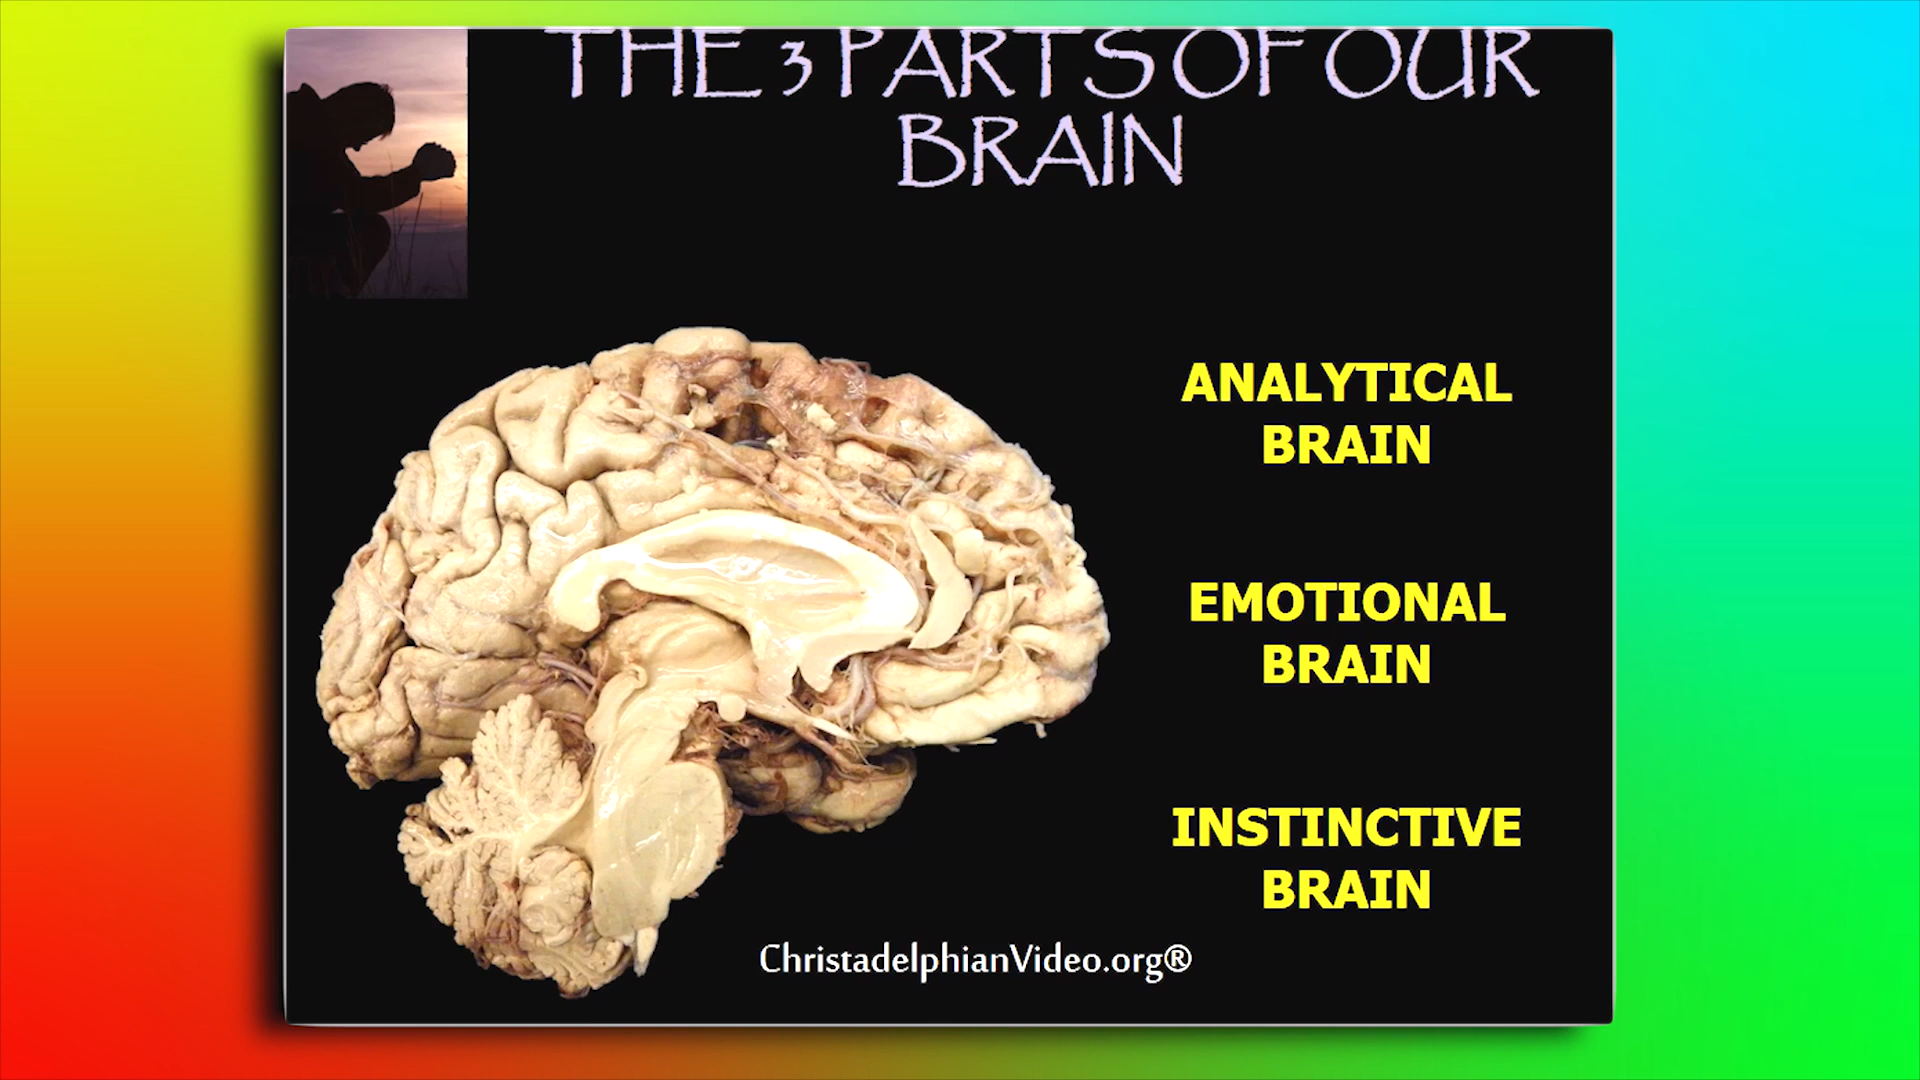 THE 3 PARTS OF OUR
BRAIN
ANALYTICAL
BRAIN
EMOTIONAL
BRAIN
INSTINCTIVE
BRAIN
ChristadelphianVideo.org®